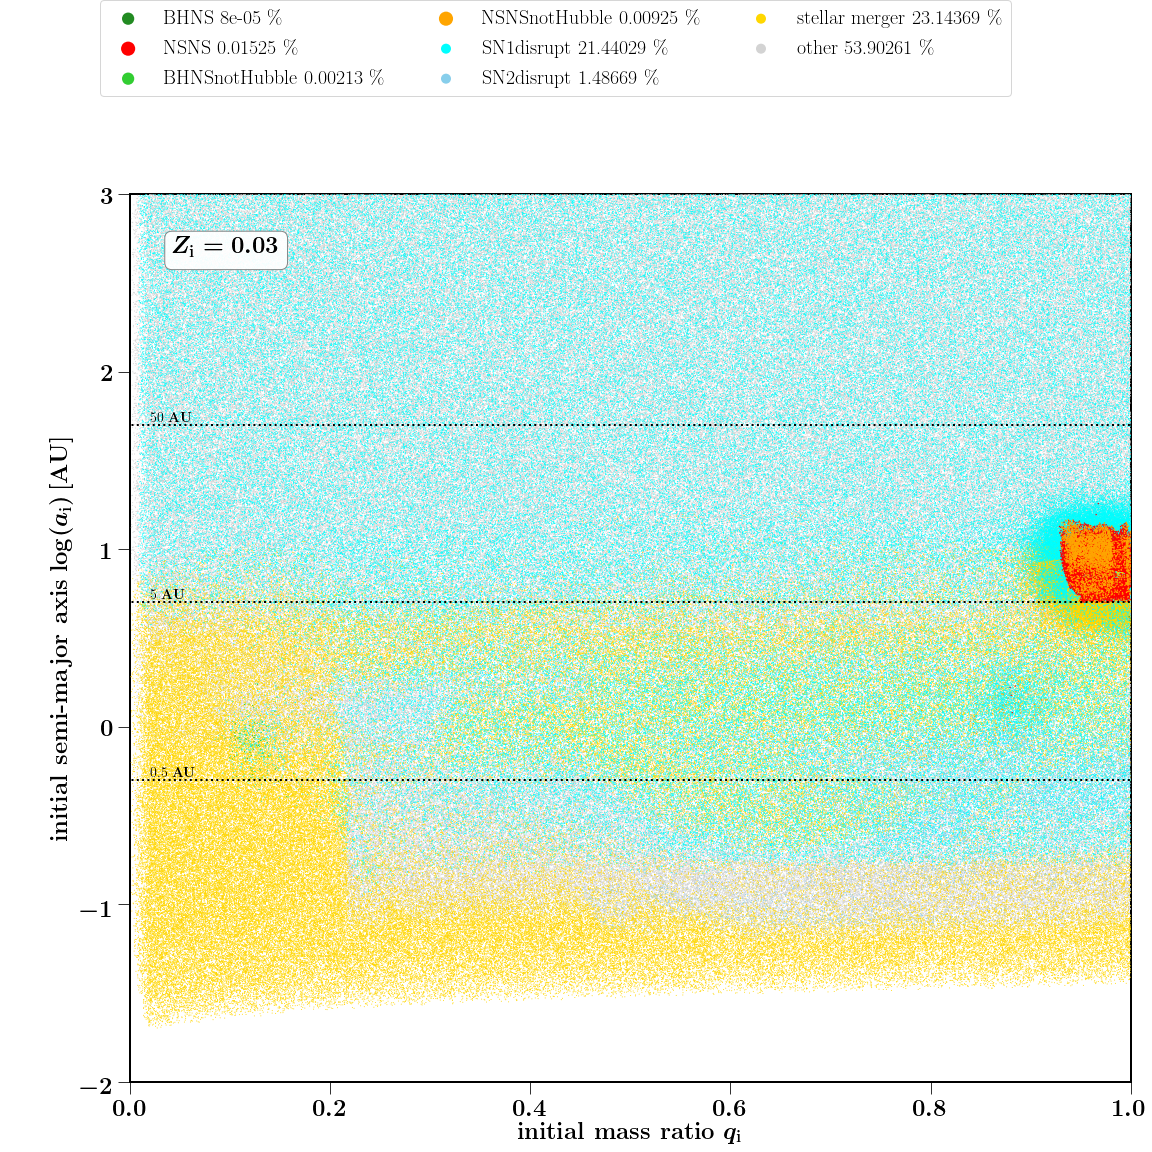 BHNS 8e-05 %
NSNS 0.01525 %
BHNSnotHubble 0.00213 %
NSNSnotHubble 0.00925 %
SN1disrupt 21.44029 %
SN2disrupt 1.48669 %
stellar merger 23.14369 %
other 53.90261 %
Zi = 0.03
3
2
1
0
−1
−2
50 AU
5 AU
0.5 AU
initial semi-major axis log(ai) [AU]
0.0 0.2 0.4 0.6 0.8 1.0
initial mass ratio qi